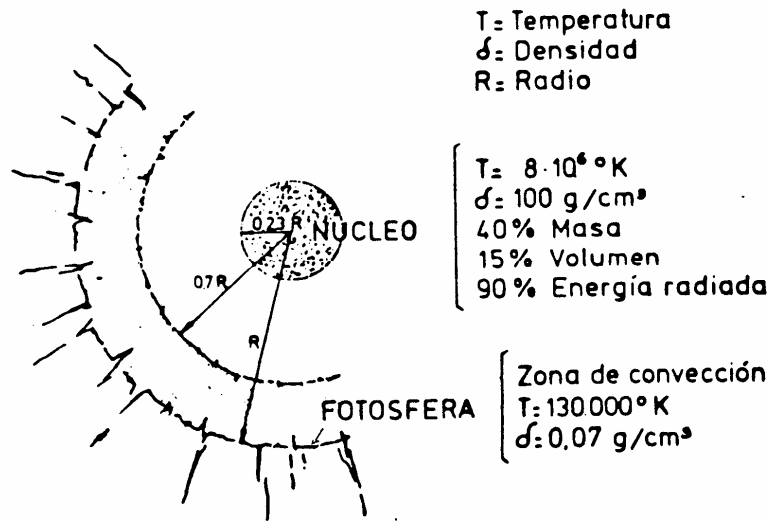 T= Temperatura
δ= Densidad
R= Radio
T= 8·10⁶ °K
δ= 100 g/cm³
40% Masa
15% Volumen
90% Energía radiada
0,23 R
NUCLEO
0,7 R
R
FOTOSFERA
Zona de convección
T= 130.000° K
δ= 0,07 g/cm³